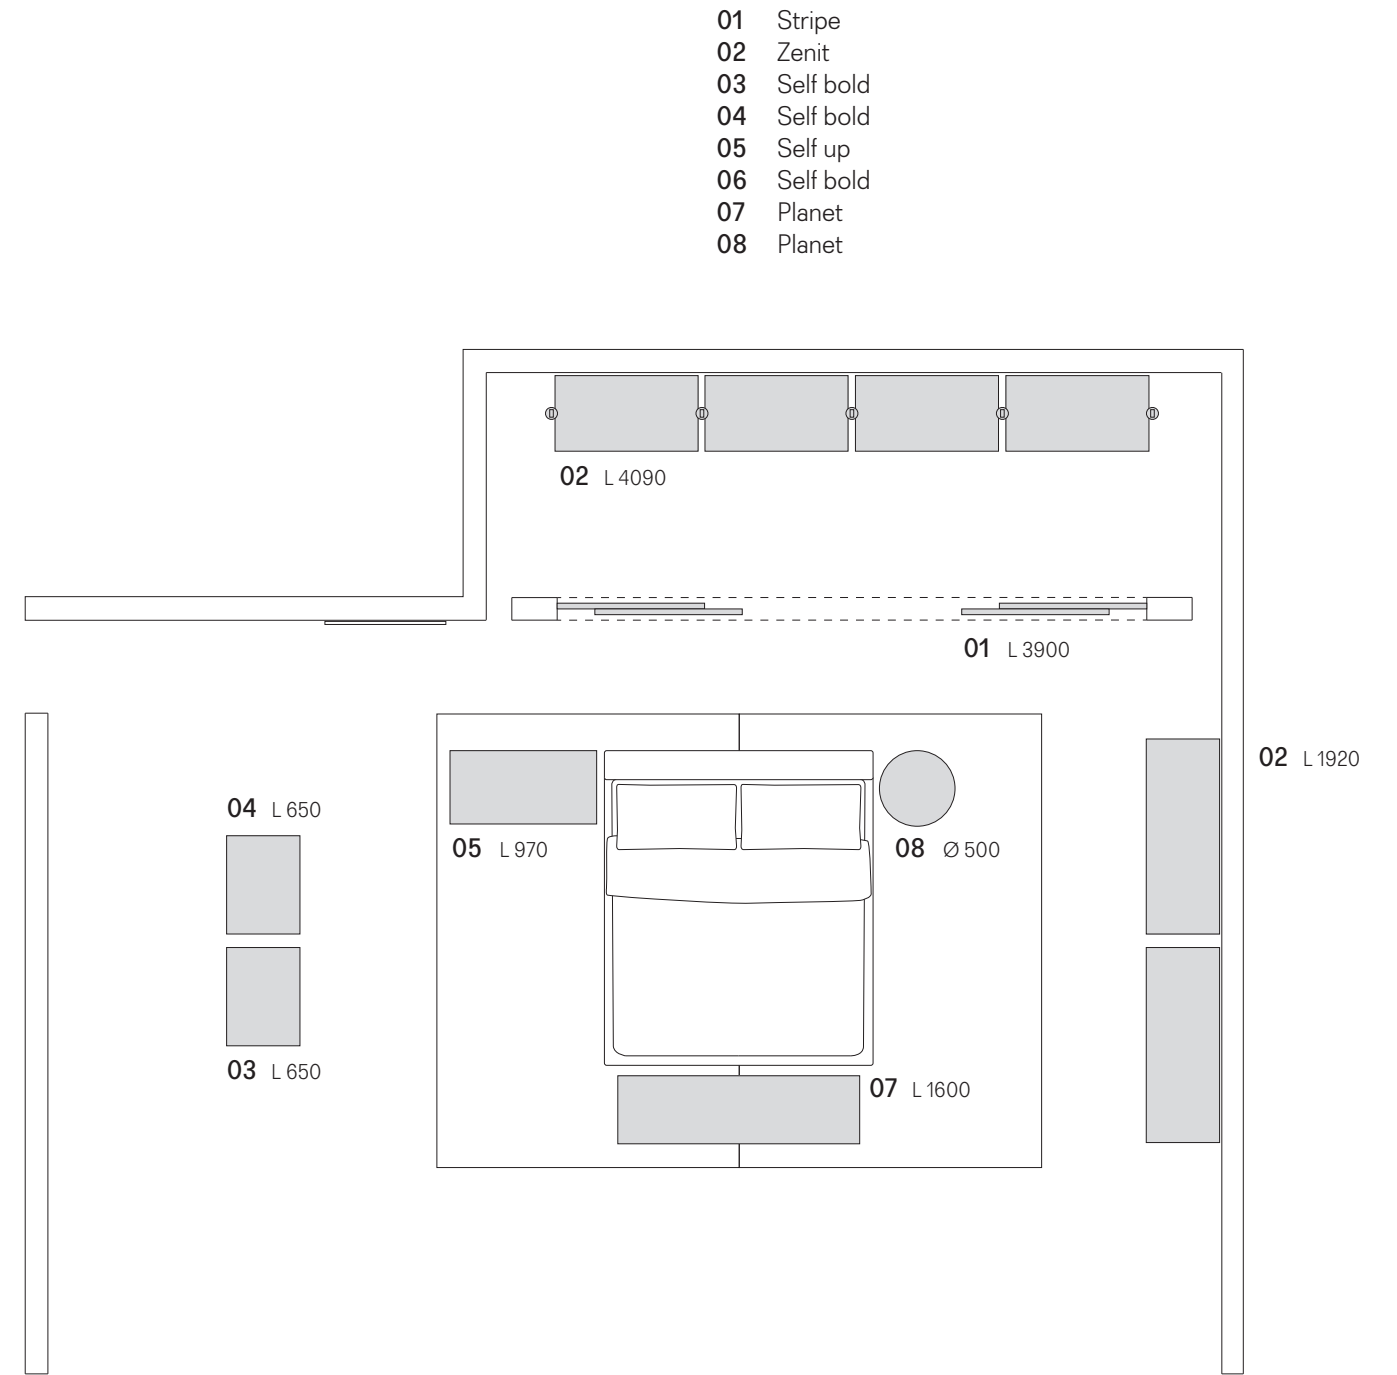 01 Stripe
02 Zenit
03 Self bold
04 Self bold
05 Self up
06 Self bold
07 Planet
08 Planet
02 L 4090
01 L 3900
02 L 1920
04 L 650
05 L 970
08 Ø 500
03 L 650
07 L 1600